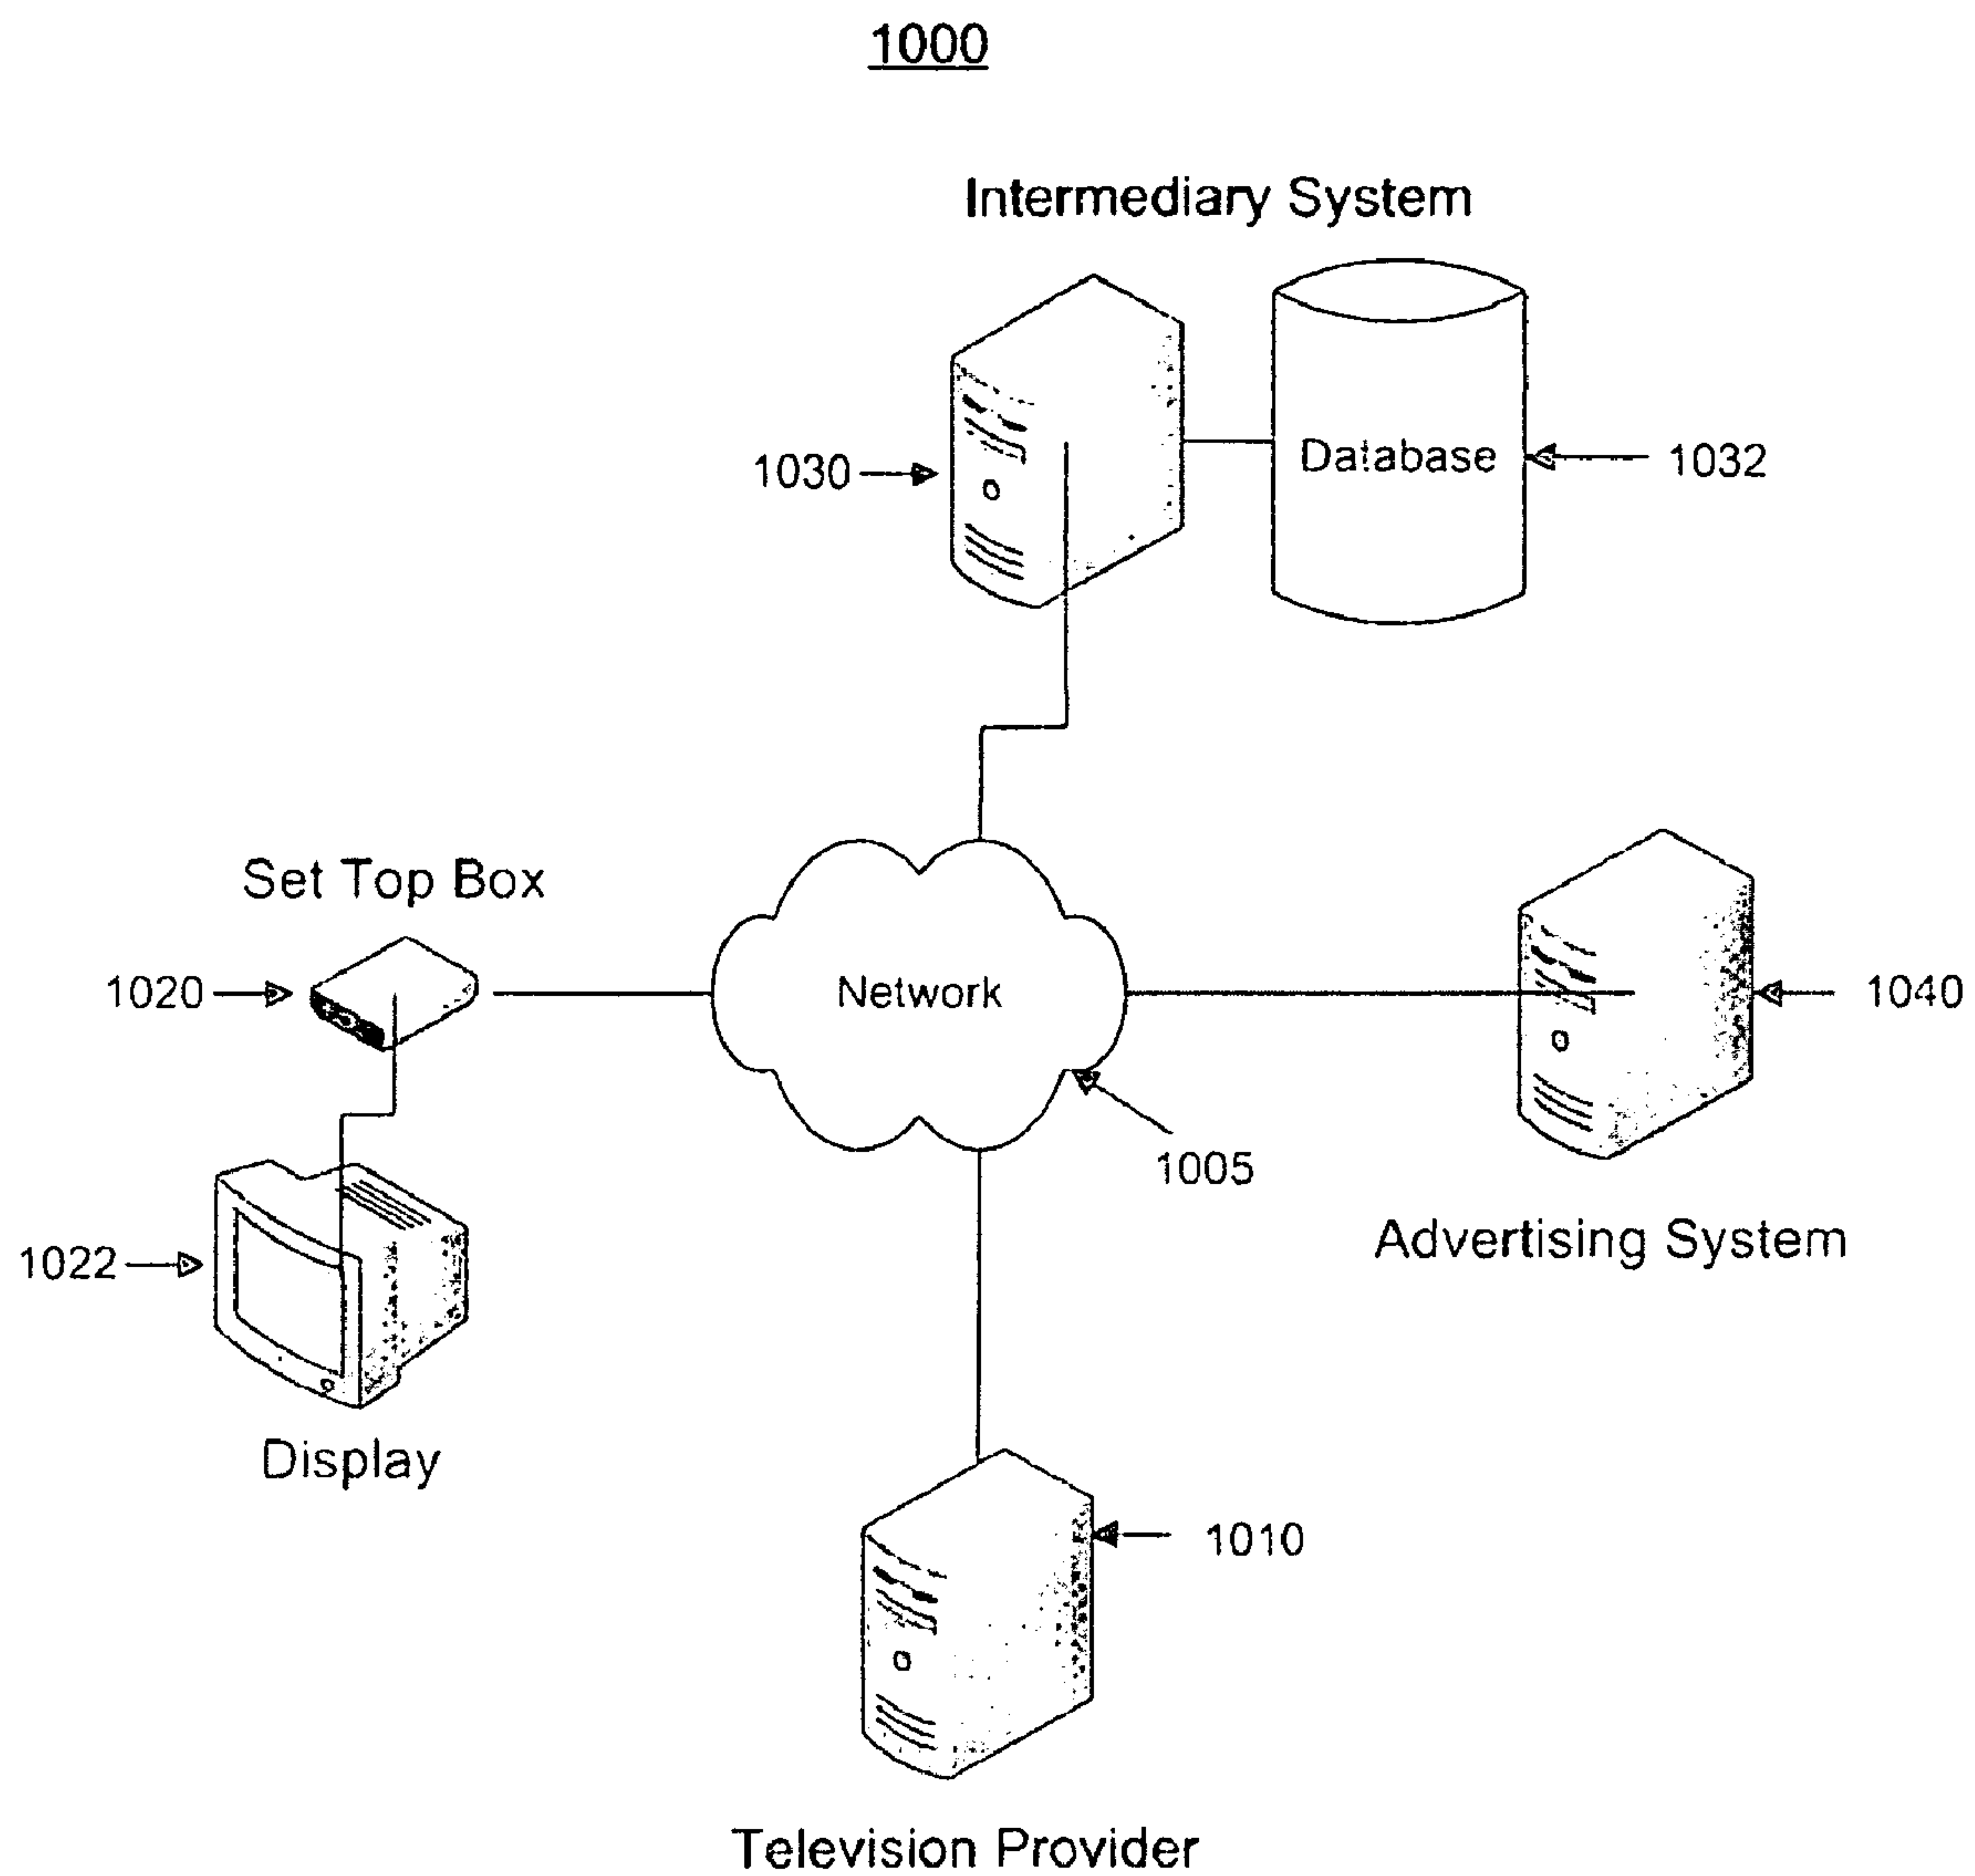 1000
Intermediary System
Database
1030
1032
Set Top Box
1020
Network
1040
1005
1022
Advertising System
Display
1010
Television Provider